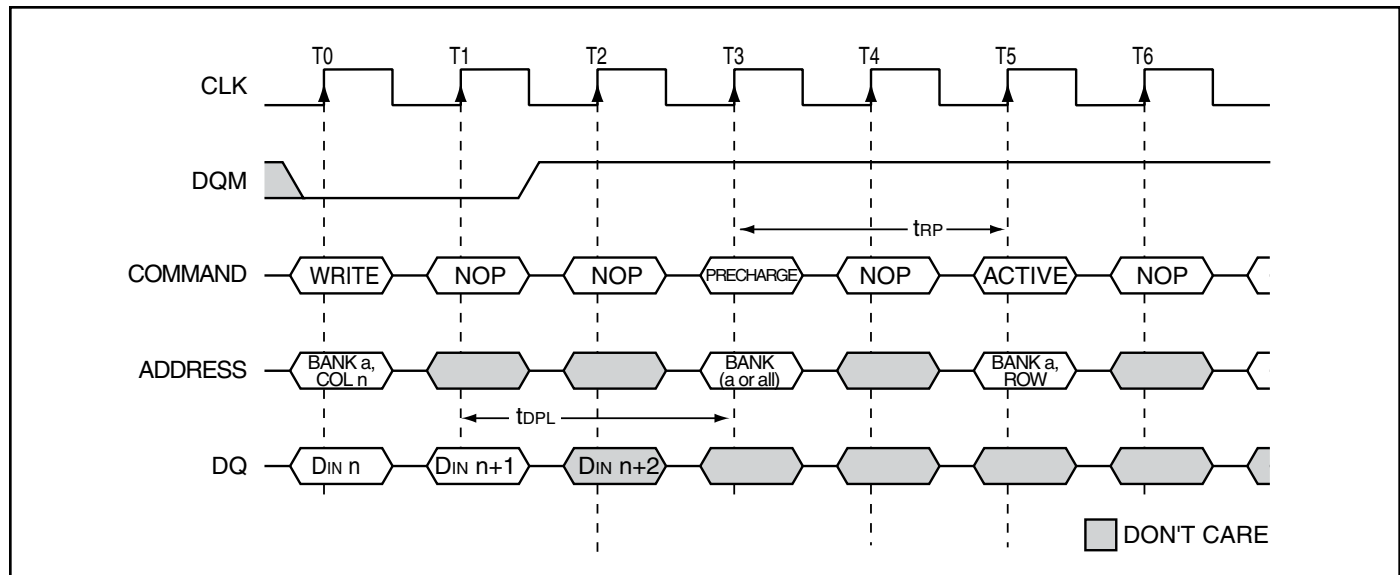 T0 T1 T2 T3 T4 T5 T6
CLK
DQM
tRP
COMMAND WRITE NOP NOP PRECHARGE NOP ACTIVE NOP
ADDRESS BANK a, COL n BANK (a or all) BANK a, ROW
tDPL
DQ DIN n DIN n+1 DIN n+2
DON'T CARE